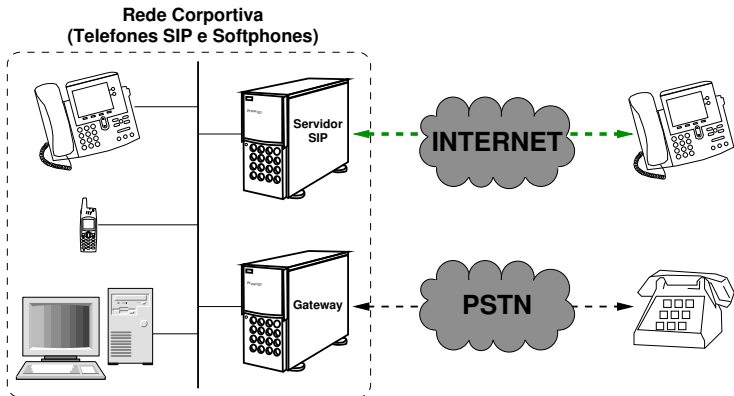 Rede Corportiva
(Telefones SIP e Softphones)
Servidor
SIP
INTERNET
Gateway
PSTN